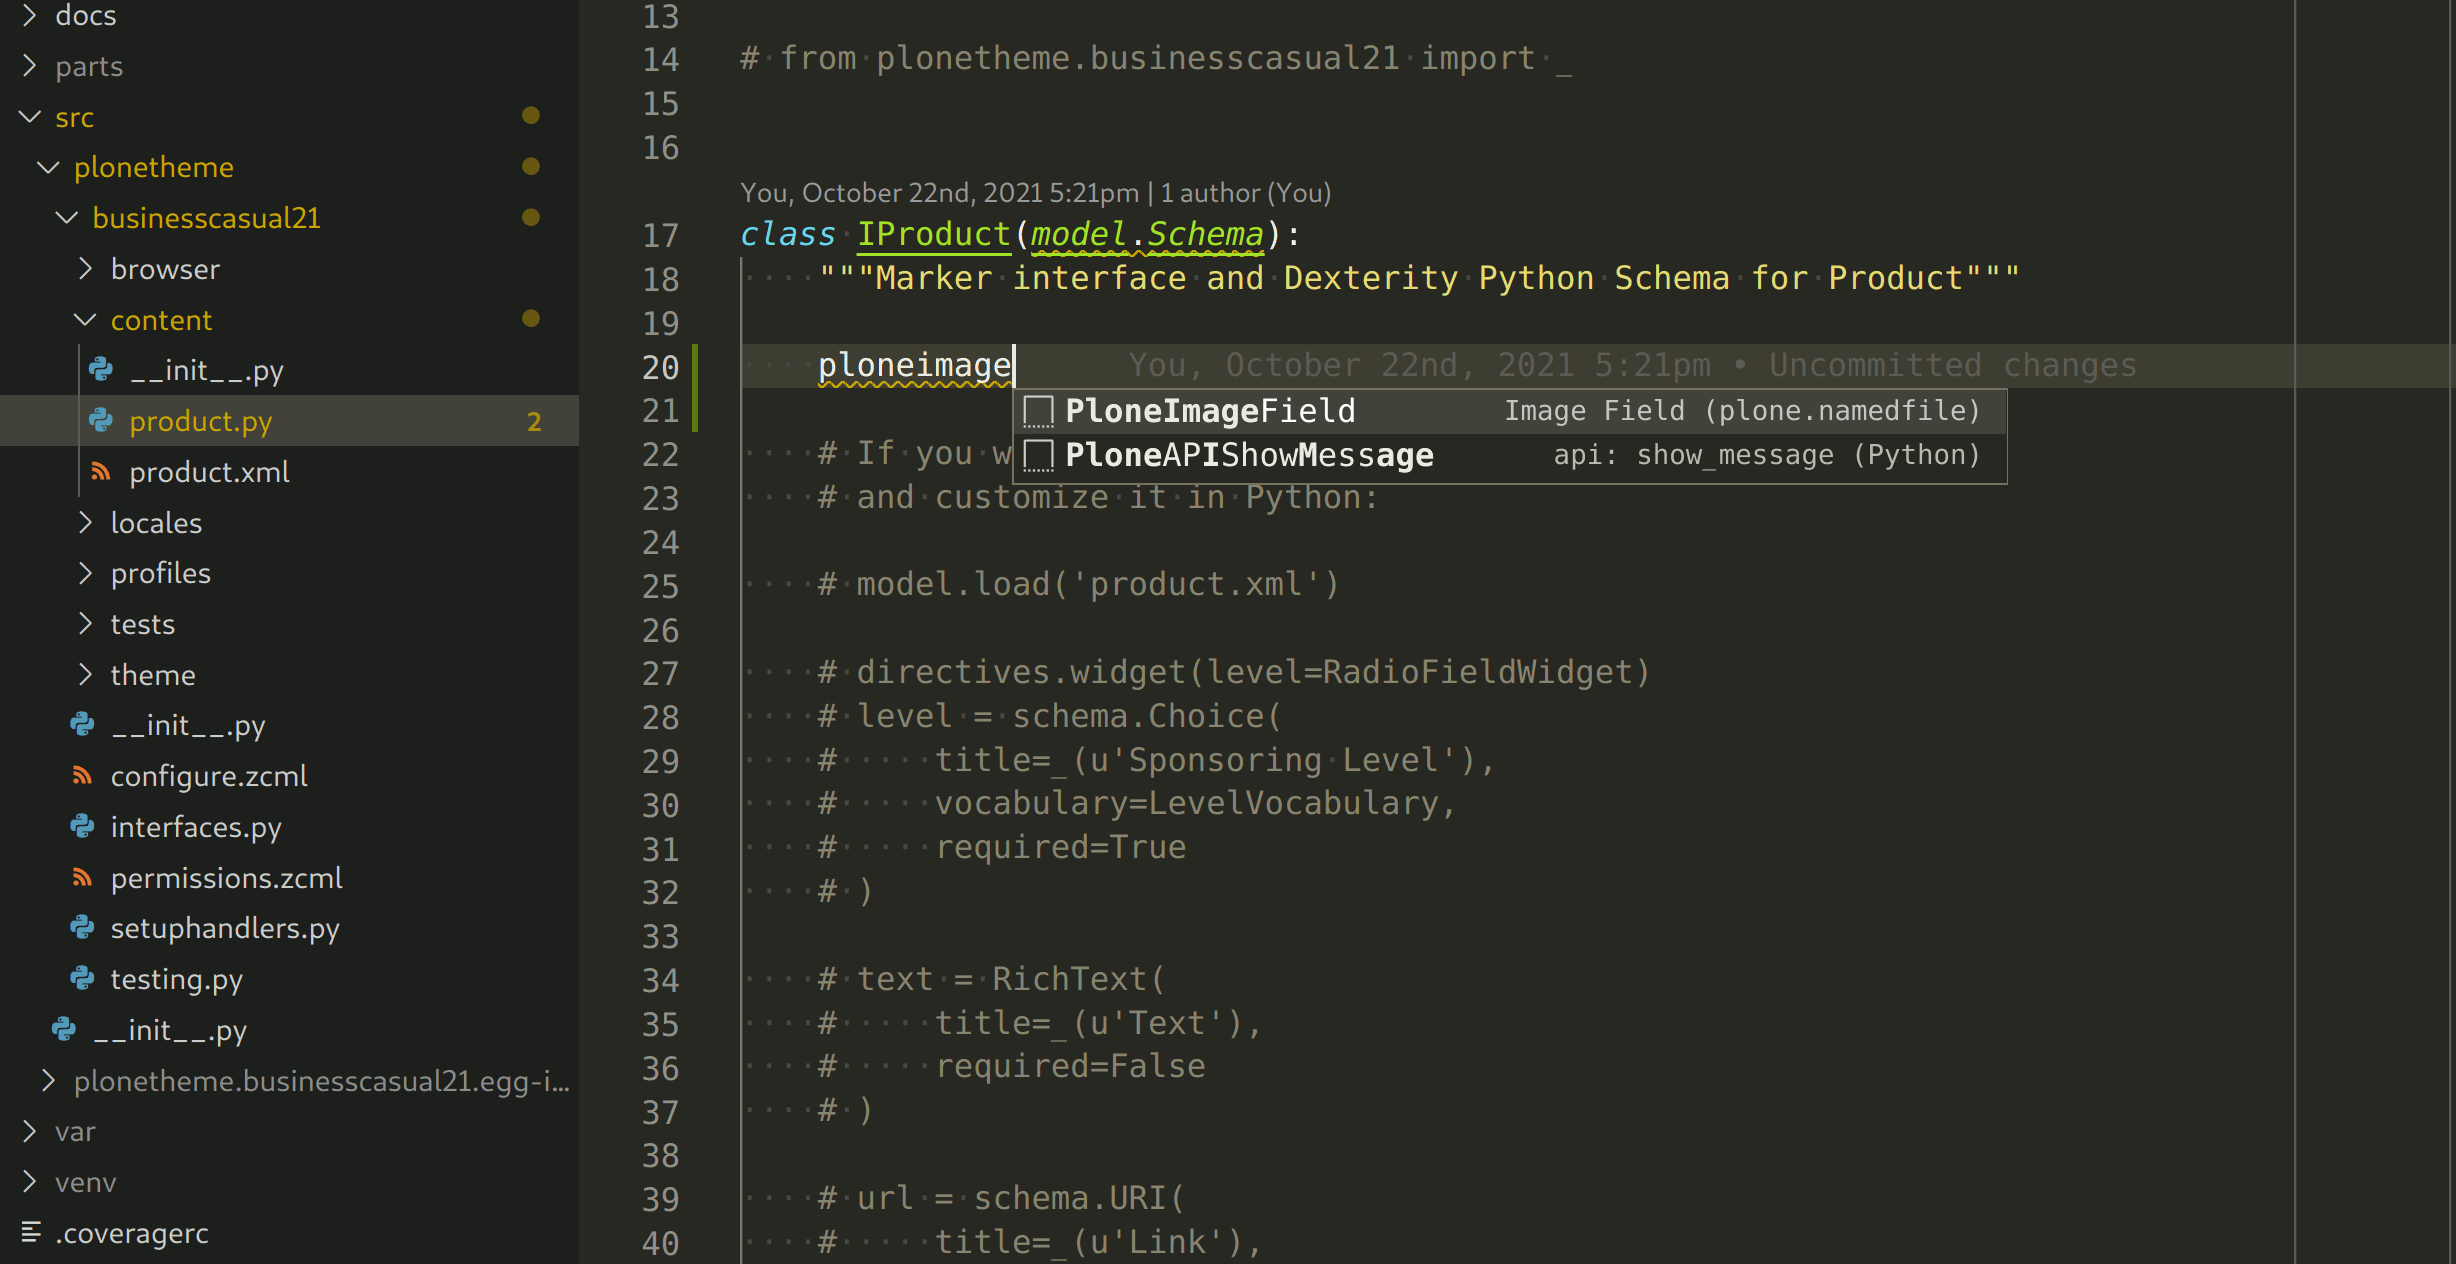 docs
parts
src
plonetheme
businesscasual21
browser
content
__init__.py
product.py 2
product.xml
locales
profiles
tests
theme
__init__.py
configure.zcml
interfaces.py
permissions.zcml
setuphandlers.py
testing.py
__init__.py
plonetheme.businesscasual21.egg-i...
var
venv
.coveragerc
13
14 # from plonetheme.businesscasual21 import _
15
16
You, October 22nd, 2021 5:21pm | 1 author (You)
17 class IProduct(model.Schema):
18 """Marker interface and Dexterity Python Schema for Product"""
19
20 ploneimage You, October 22nd, 2021 5:21pm • Uncommitted changes
21 PloneImageField Image Field (plone.namedfile)
22 # If you w PloneAPIShowMessage api: show_message (Python)
23 # and customize it in Python:
24
25 # model.load('product.xml')
26
27 # directives.widget(level=RadioFieldWidget)
28 # level = schema.Choice(
29 # title=_(u'Sponsoring Level'),
30 # vocabulary=LevelVocabulary,
31 # required=True
32 # )
33
34 # text = RichText(
35 # title=_(u'Text'),
36 # required=False
37 # )
38
39 # url = schema.URI(
40 # title=_(u'Link'),